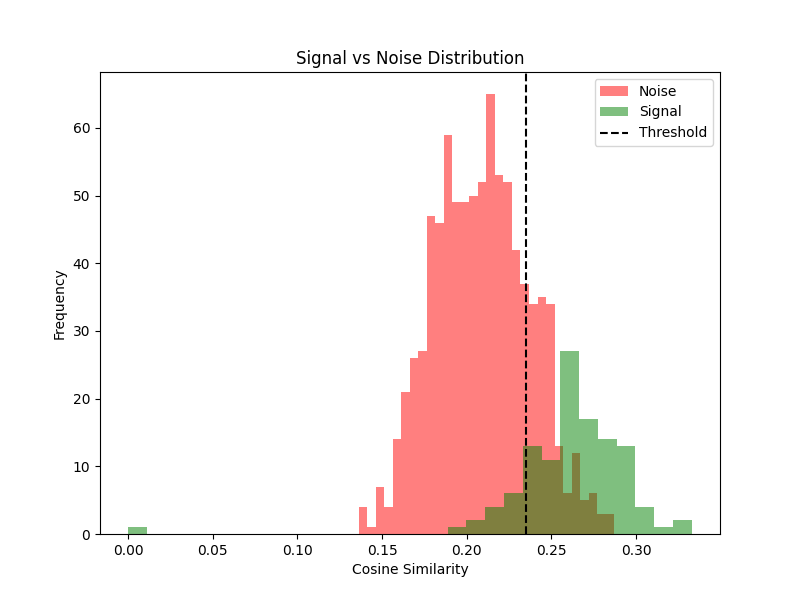 Signal vs Noise Distribution
Noise
Signal
Threshold
Frequency
60
50
40
30
20
10
0
0.00 0.05 0.10 0.15 0.20 0.25 0.30
Cosine Similarity